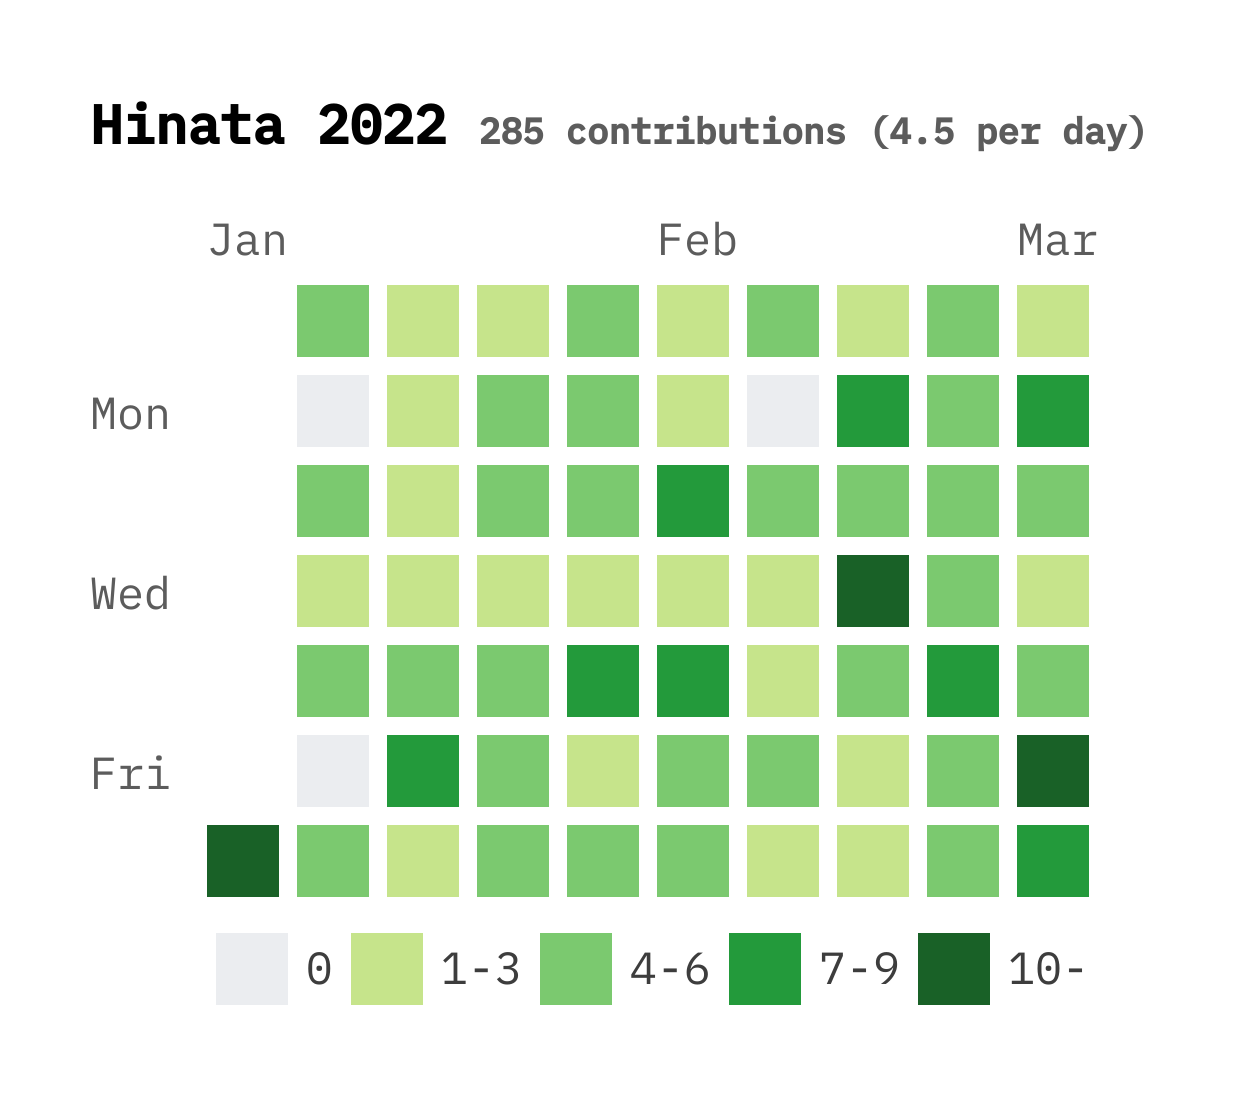 Hinata 2022 285 contributions (4.5 per day)
Jan Feb Mar
Mon
Wed
Fri
0 1-3 4-6 7-9 10-